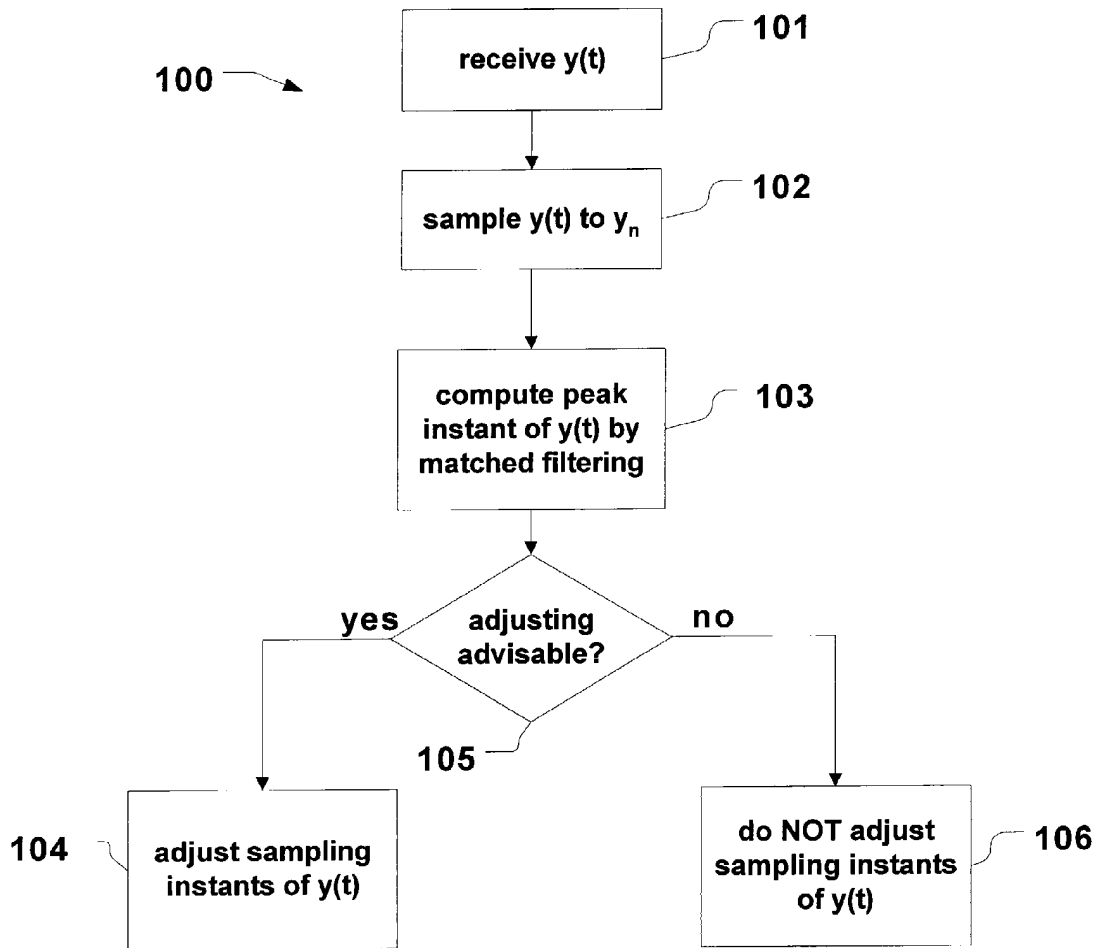 101
receive y(t)
100
102
sample y(t) to yₙ
103
compute peak
instant of y(t) by
matched filtering
yes
no
adjusting
advisable?
105
104
adjust sampling
instants of y(t)
do NOT adjust
sampling instants
of y(t)
106